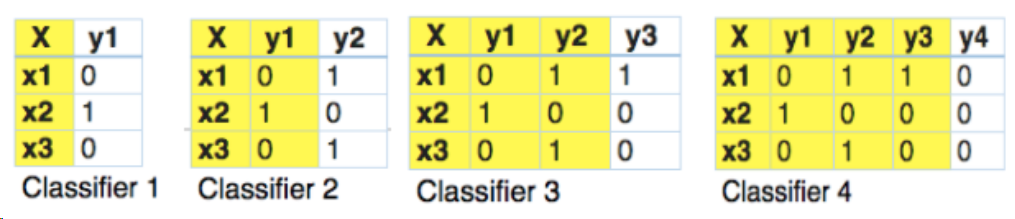 X y1
x1 0
x2 1
x3 0
Classifier 1
X y1 y2
x1 0 1
x2 1 0
x3 0 1
Classifier 2
X y1 y2 y3
x1 0 1 1
x2 1 0 0
x3 0 1 0
Classifier 3
X y1 y2 y3 y4
x1 0 1 1 0
x2 1 0 0 0
x3 0 1 0 0
Classifier 4